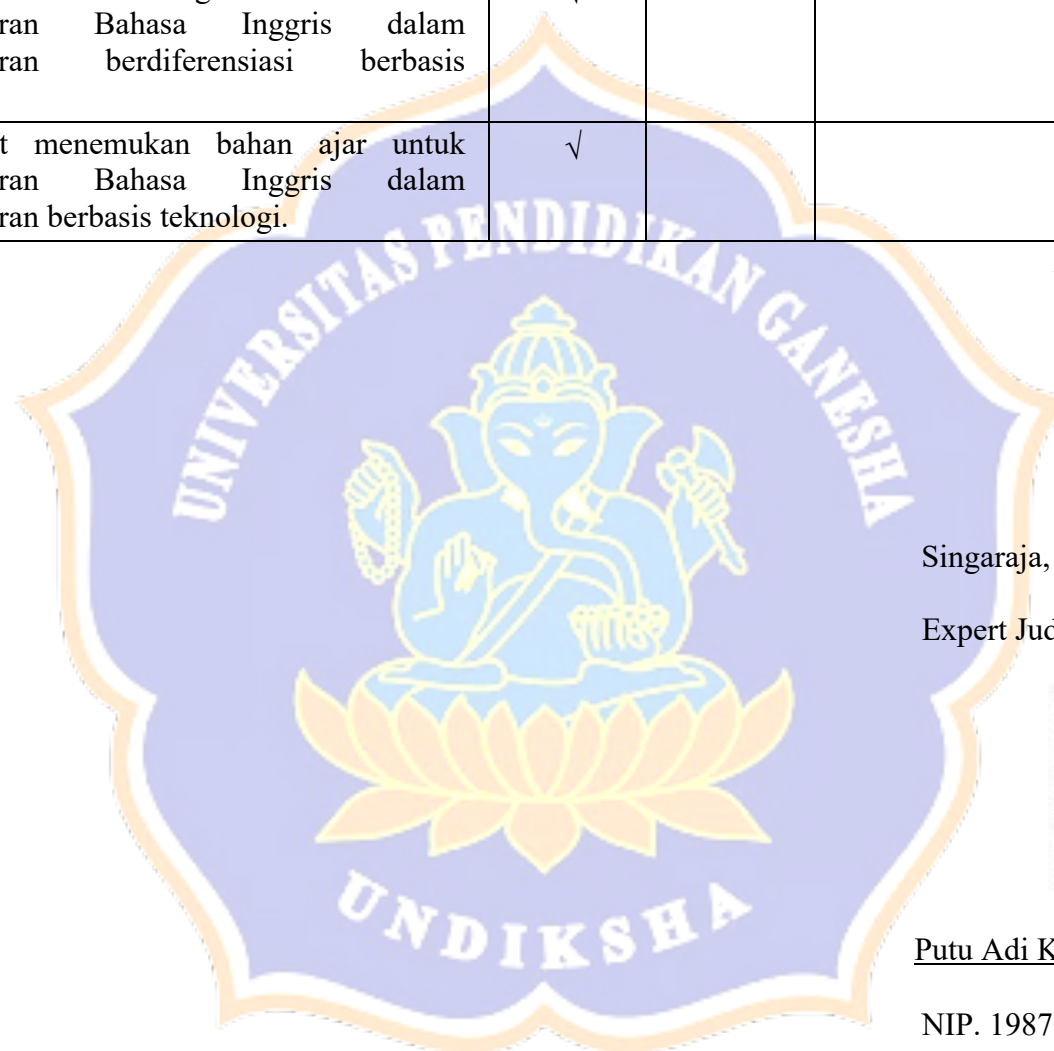 ran Bahasa Inggris dalam
ran berdiferensiasi berbasis
t menemukan bahan ajar untuk √
ran Bahasa Inggris dalam
ran berbasis teknologi.
UNIVERSITAS PENDIDIKAN GANESHA
Singaraja,
Expert Jud
UNDIKSHA
Putu Adi K
NIP. 1987